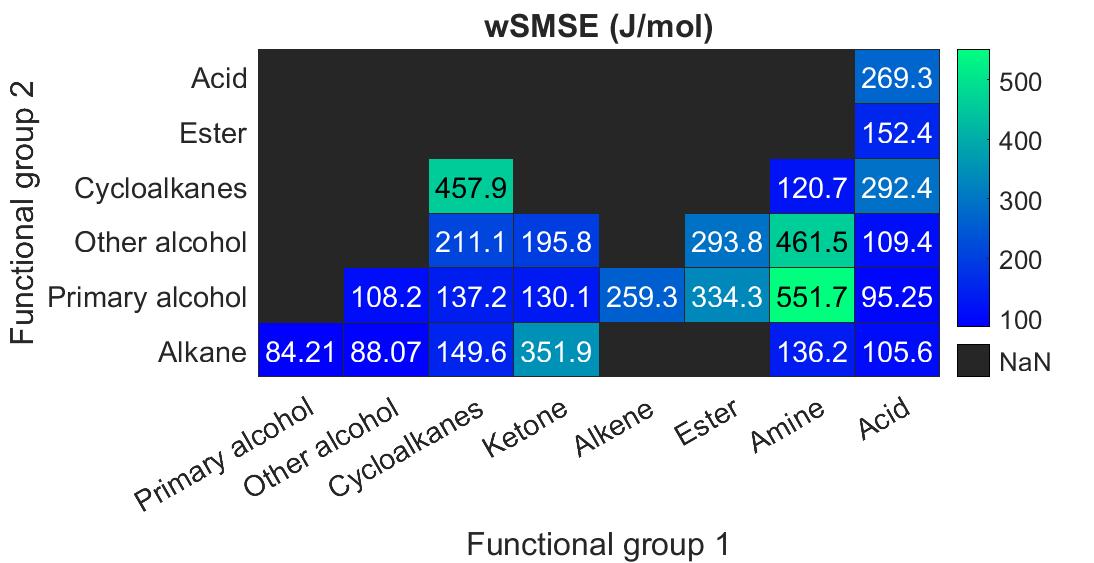 wSMSE (J/mol)
Functional group 2
Acid 269.3
Ester 152.4
Cycloalkanes 457.9 120.7 292.4
Other alcohol 211.1 195.8 293.8 461.5 109.4
Primary alcohol 108.2 137.2 130.1 259.3 334.3 551.7 95.25
Alkane 84.21 88.07 149.6 351.9 136.2 105.6
500
400
300
200
100
NaN
Primary alcohol
Other alcohol
Cycloalkanes
Ketone
Alkene
Ester
Amine
Acid
Functional group 1